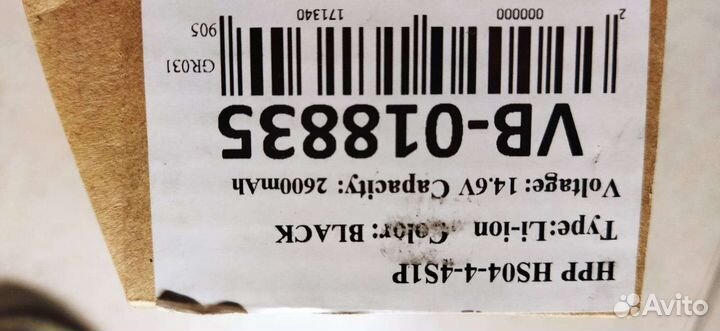 HPP HS04-4-4S1P
Type:Li-ion Color: BLACK
Voltage: 14.6V Capacity: 2600mAh
VB-018835
GR031
2 000000 171340 905
Avito